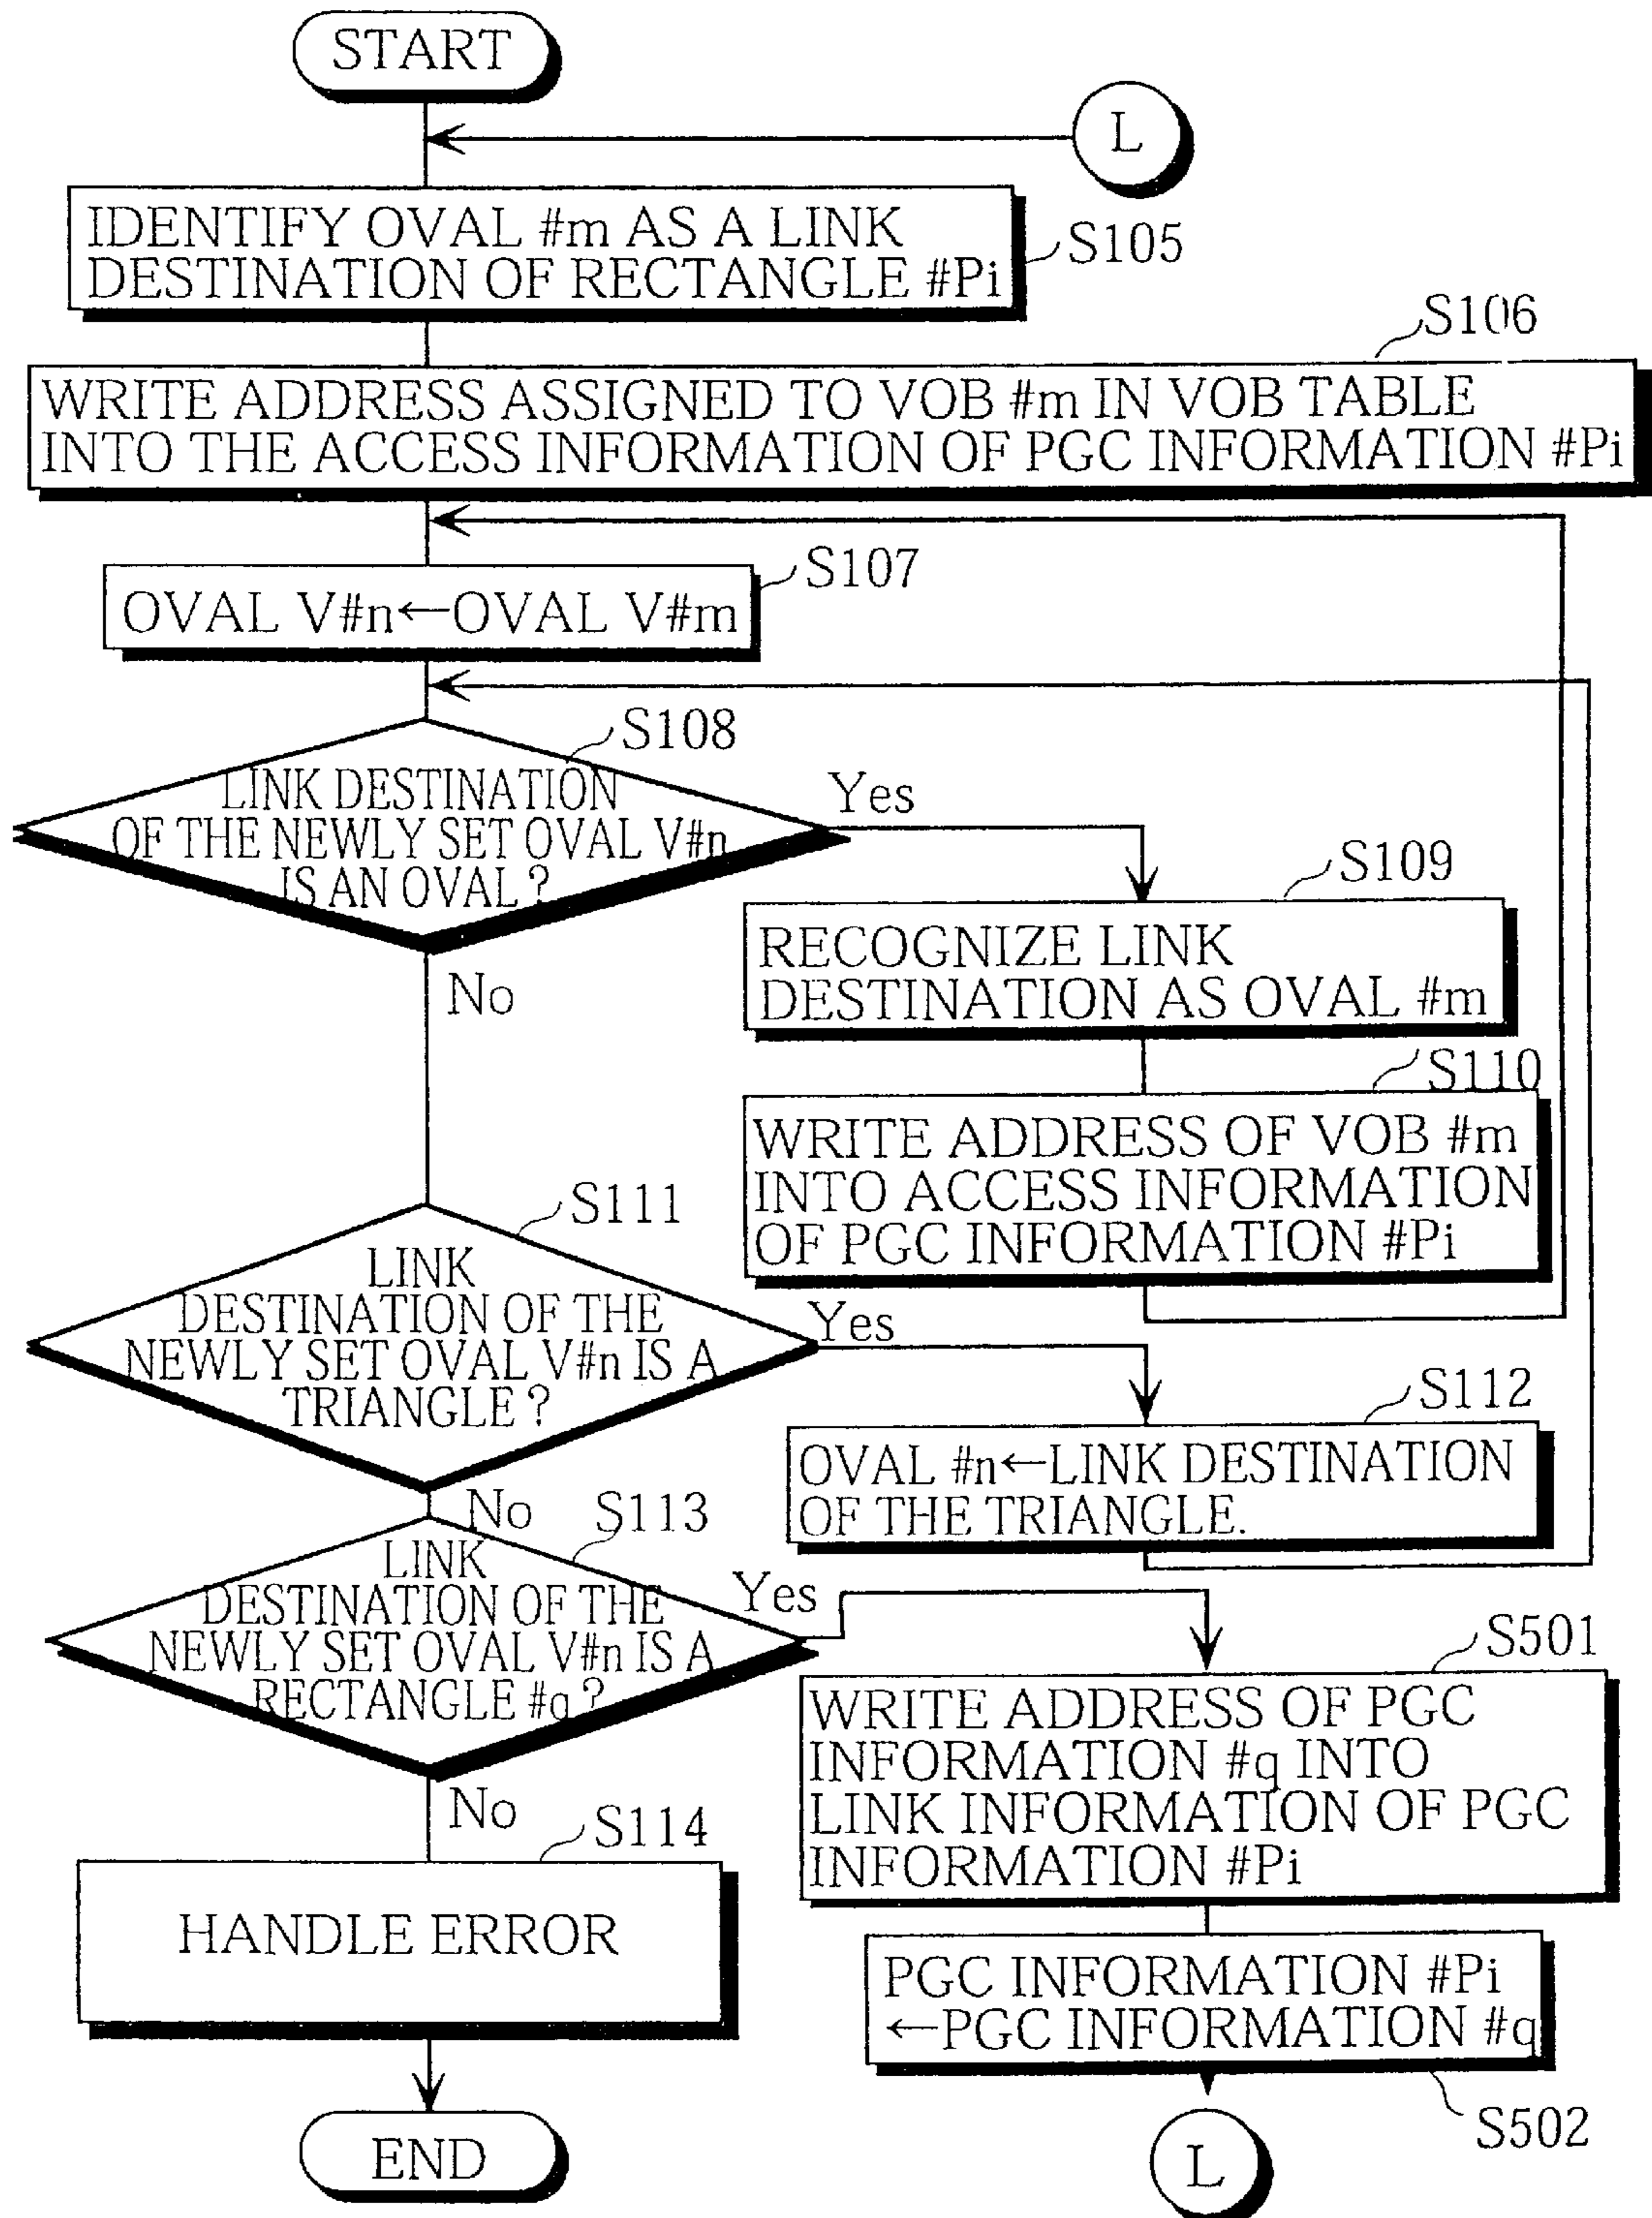 START
L
IDENTIFY OVAL #m AS A LINK
DESTINATION OF RECTANGLE #Pi
S105
S106
WRITE ADDRESS ASSIGNED TO VOB #m IN VOB TABLE
INTO THE ACCESS INFORMATION OF PGC INFORMATION #Pi
S107
OVAL V#n←OVAL V#m
S108
LINK DESTINATION
OF THE NEWLY SET OVAL V#n
IS AN OVAL ?
Yes
No
S109
RECOGNIZE LINK
DESTINATION AS OVAL #m
S110
WRITE ADDRESS OF VOB #m
INTO ACCESS INFORMATION
OF PGC INFORMATION #Pi
S111
LINK
DESTINATION OF THE
NEWLY SET OVAL V#n IS A
TRIANGLE ?
Yes
No
S112
OVAL #n←LINK DESTINATION
OF THE TRIANGLE.
S113
LINK
DESTINATION OF THE
NEWLY SET OVAL V#n IS A
RECTANGLE #q ?
Yes
No
S501
WRITE ADDRESS OF PGC
INFORMATION #q INTO
LINK INFORMATION OF PGC
INFORMATION #Pi
S114
HANDLE ERROR
PGC INFORMATION #Pi
←PGC INFORMATION #q
S502
END
L